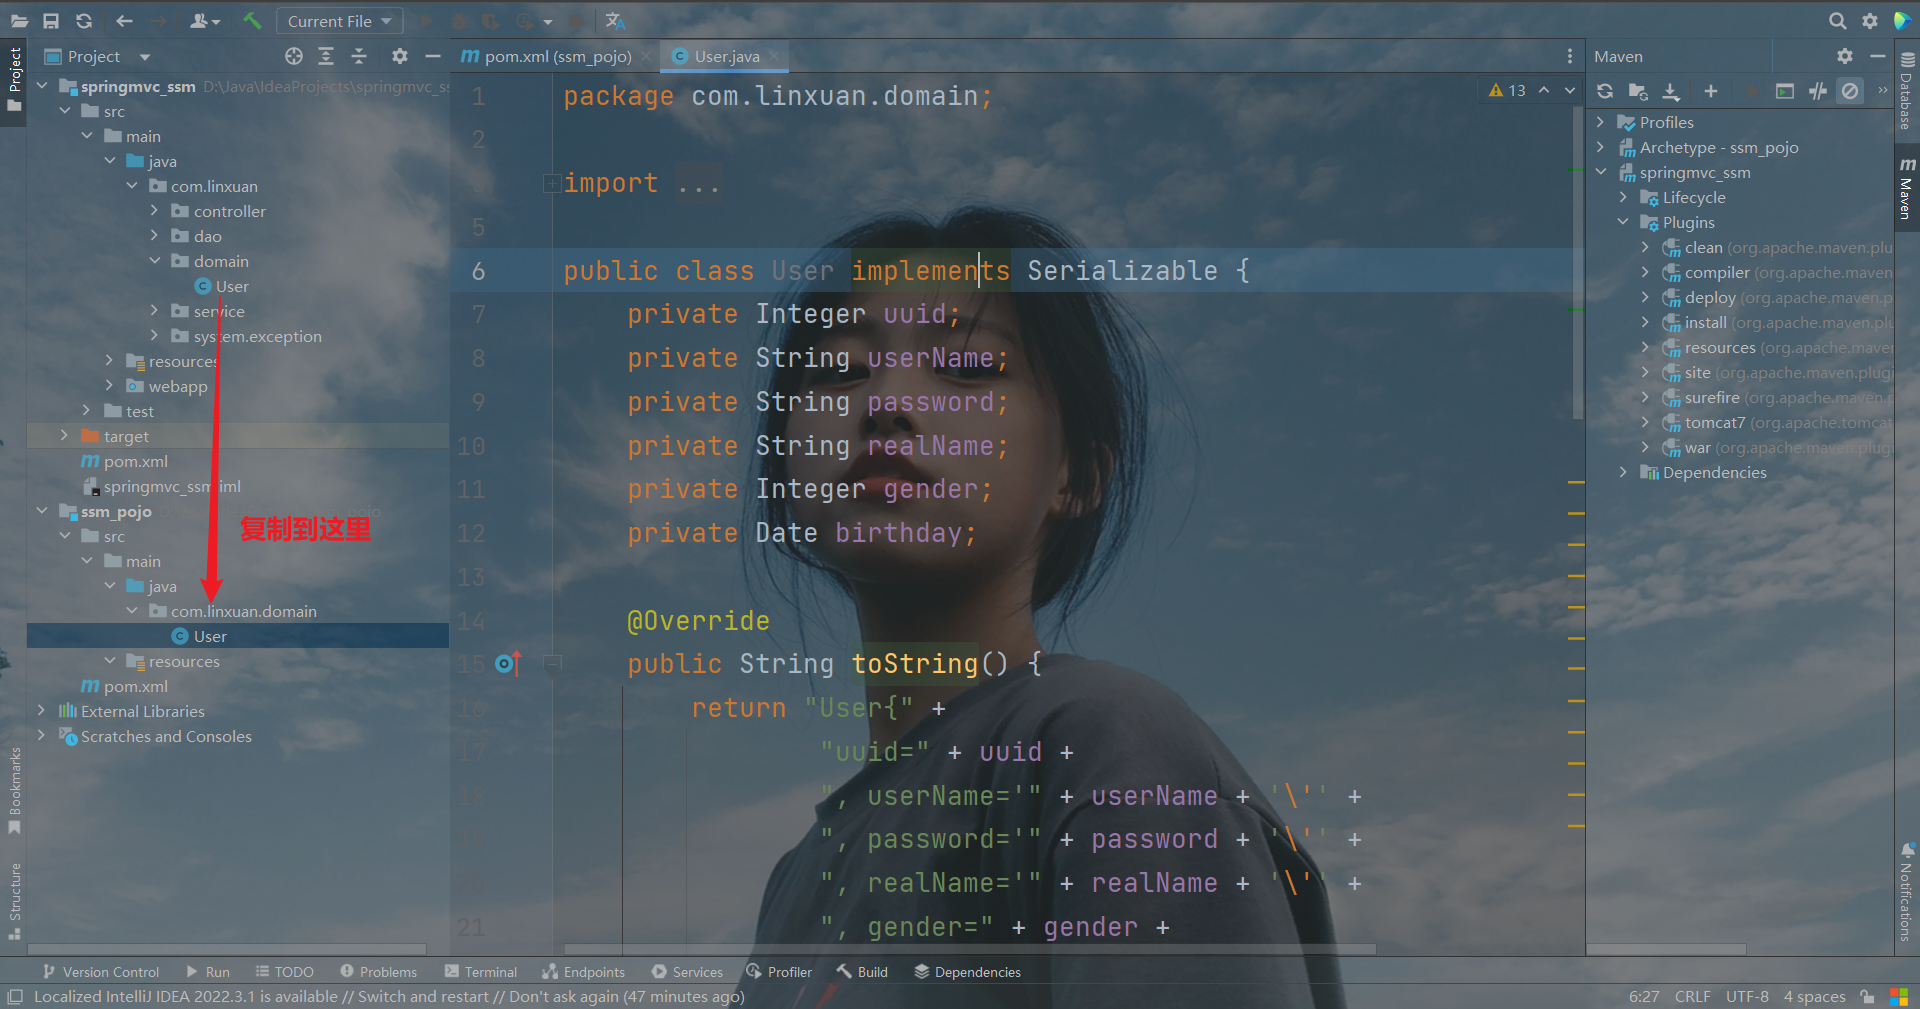 Current File
Project
pom.xml (ssm_pojo)
User.java
Maven
Project
springmvc_ssm D:\Java\IdeaProjects\springmvc_ss
src
main
java
com.linxuan
controller
dao
domain
User
service
system.exception
resources
webapp
test
target
pom.xml
springmvc_ssm.iml
ssm_pojo
复制到这里
src
main
java
com.linxuan.domain
User
resources
pom.xml
External Libraries
Scratches and Consoles
Bookmarks
Structure
13
1 package com.linxuan.domain;
2
import ...
5
6 public class User implements Serializable {
7 private Integer uuid;
8 private String userName;
9 private String password;
10 private String realName;
11 private Integer gender;
12 private Date birthday;
13
14 @Override
15 public String toString() {
16 return "User{" +
17 "uuid=" + uuid +
18 ", userName='" + userName + '\'' +
", password='" + password + '\'' +
", realName='" + realName + '\'' +
21 ", gender=" + gender +
Profiles
Archetype - ssm_pojo
springmvc_ssm
Lifecycle
Plugins
clean (org.apache.maven.plu
compiler (org.apache.maven
deploy (org.apache.maven.p
install (org.apache.maven.plu
resources (org.apache.maver
site (org.apache.maven.plugi
surefire (org.apache.maven.p
tomcat7 (org.apache.tomcat
war (org.apache.maven.plugi
Dependencies
Database
Maven
Notifications
Version Control
Run
TODO
Problems
Terminal
Endpoints
Services
Profiler
Build
Dependencies
Localized IntelliJ IDEA 2022.3.1 is available // Switch and restart // Don't ask again (47 minutes ago)
6:27 CRLF UTF-8 4 spaces